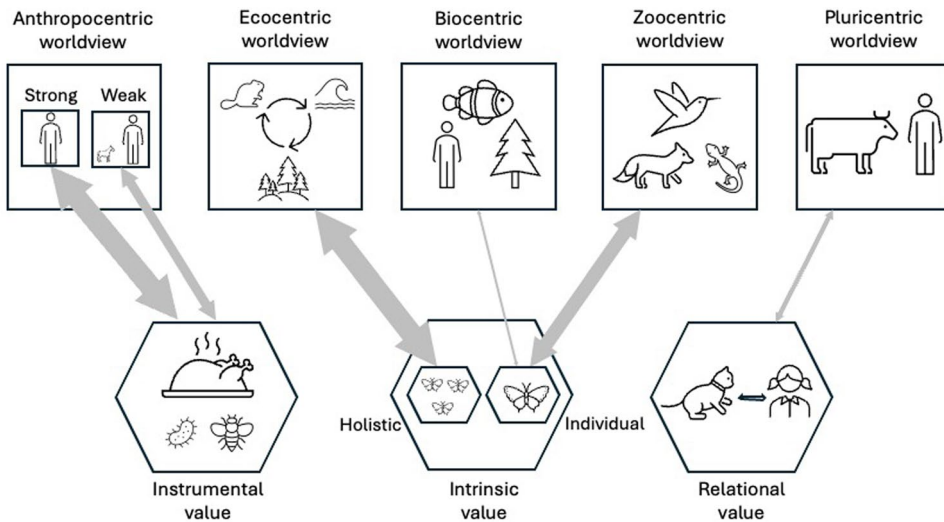 Anthropocentric
worldview
Ecocentric
worldview
Biocentric
worldview
Zoocentric
worldview
Pluricentric
worldview
Strong
Weak
Holistic
Individual
Instrumental
value
Intrinsic
value
Relational
value